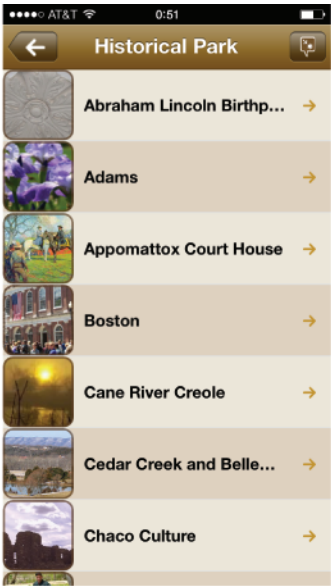 AT&T 0:51
Historical Park
Abraham Lincoln Birthp...
Adams
Appomattox Court House
Boston
Cane River Creole
Cedar Creek and Belle...
Chaco Culture